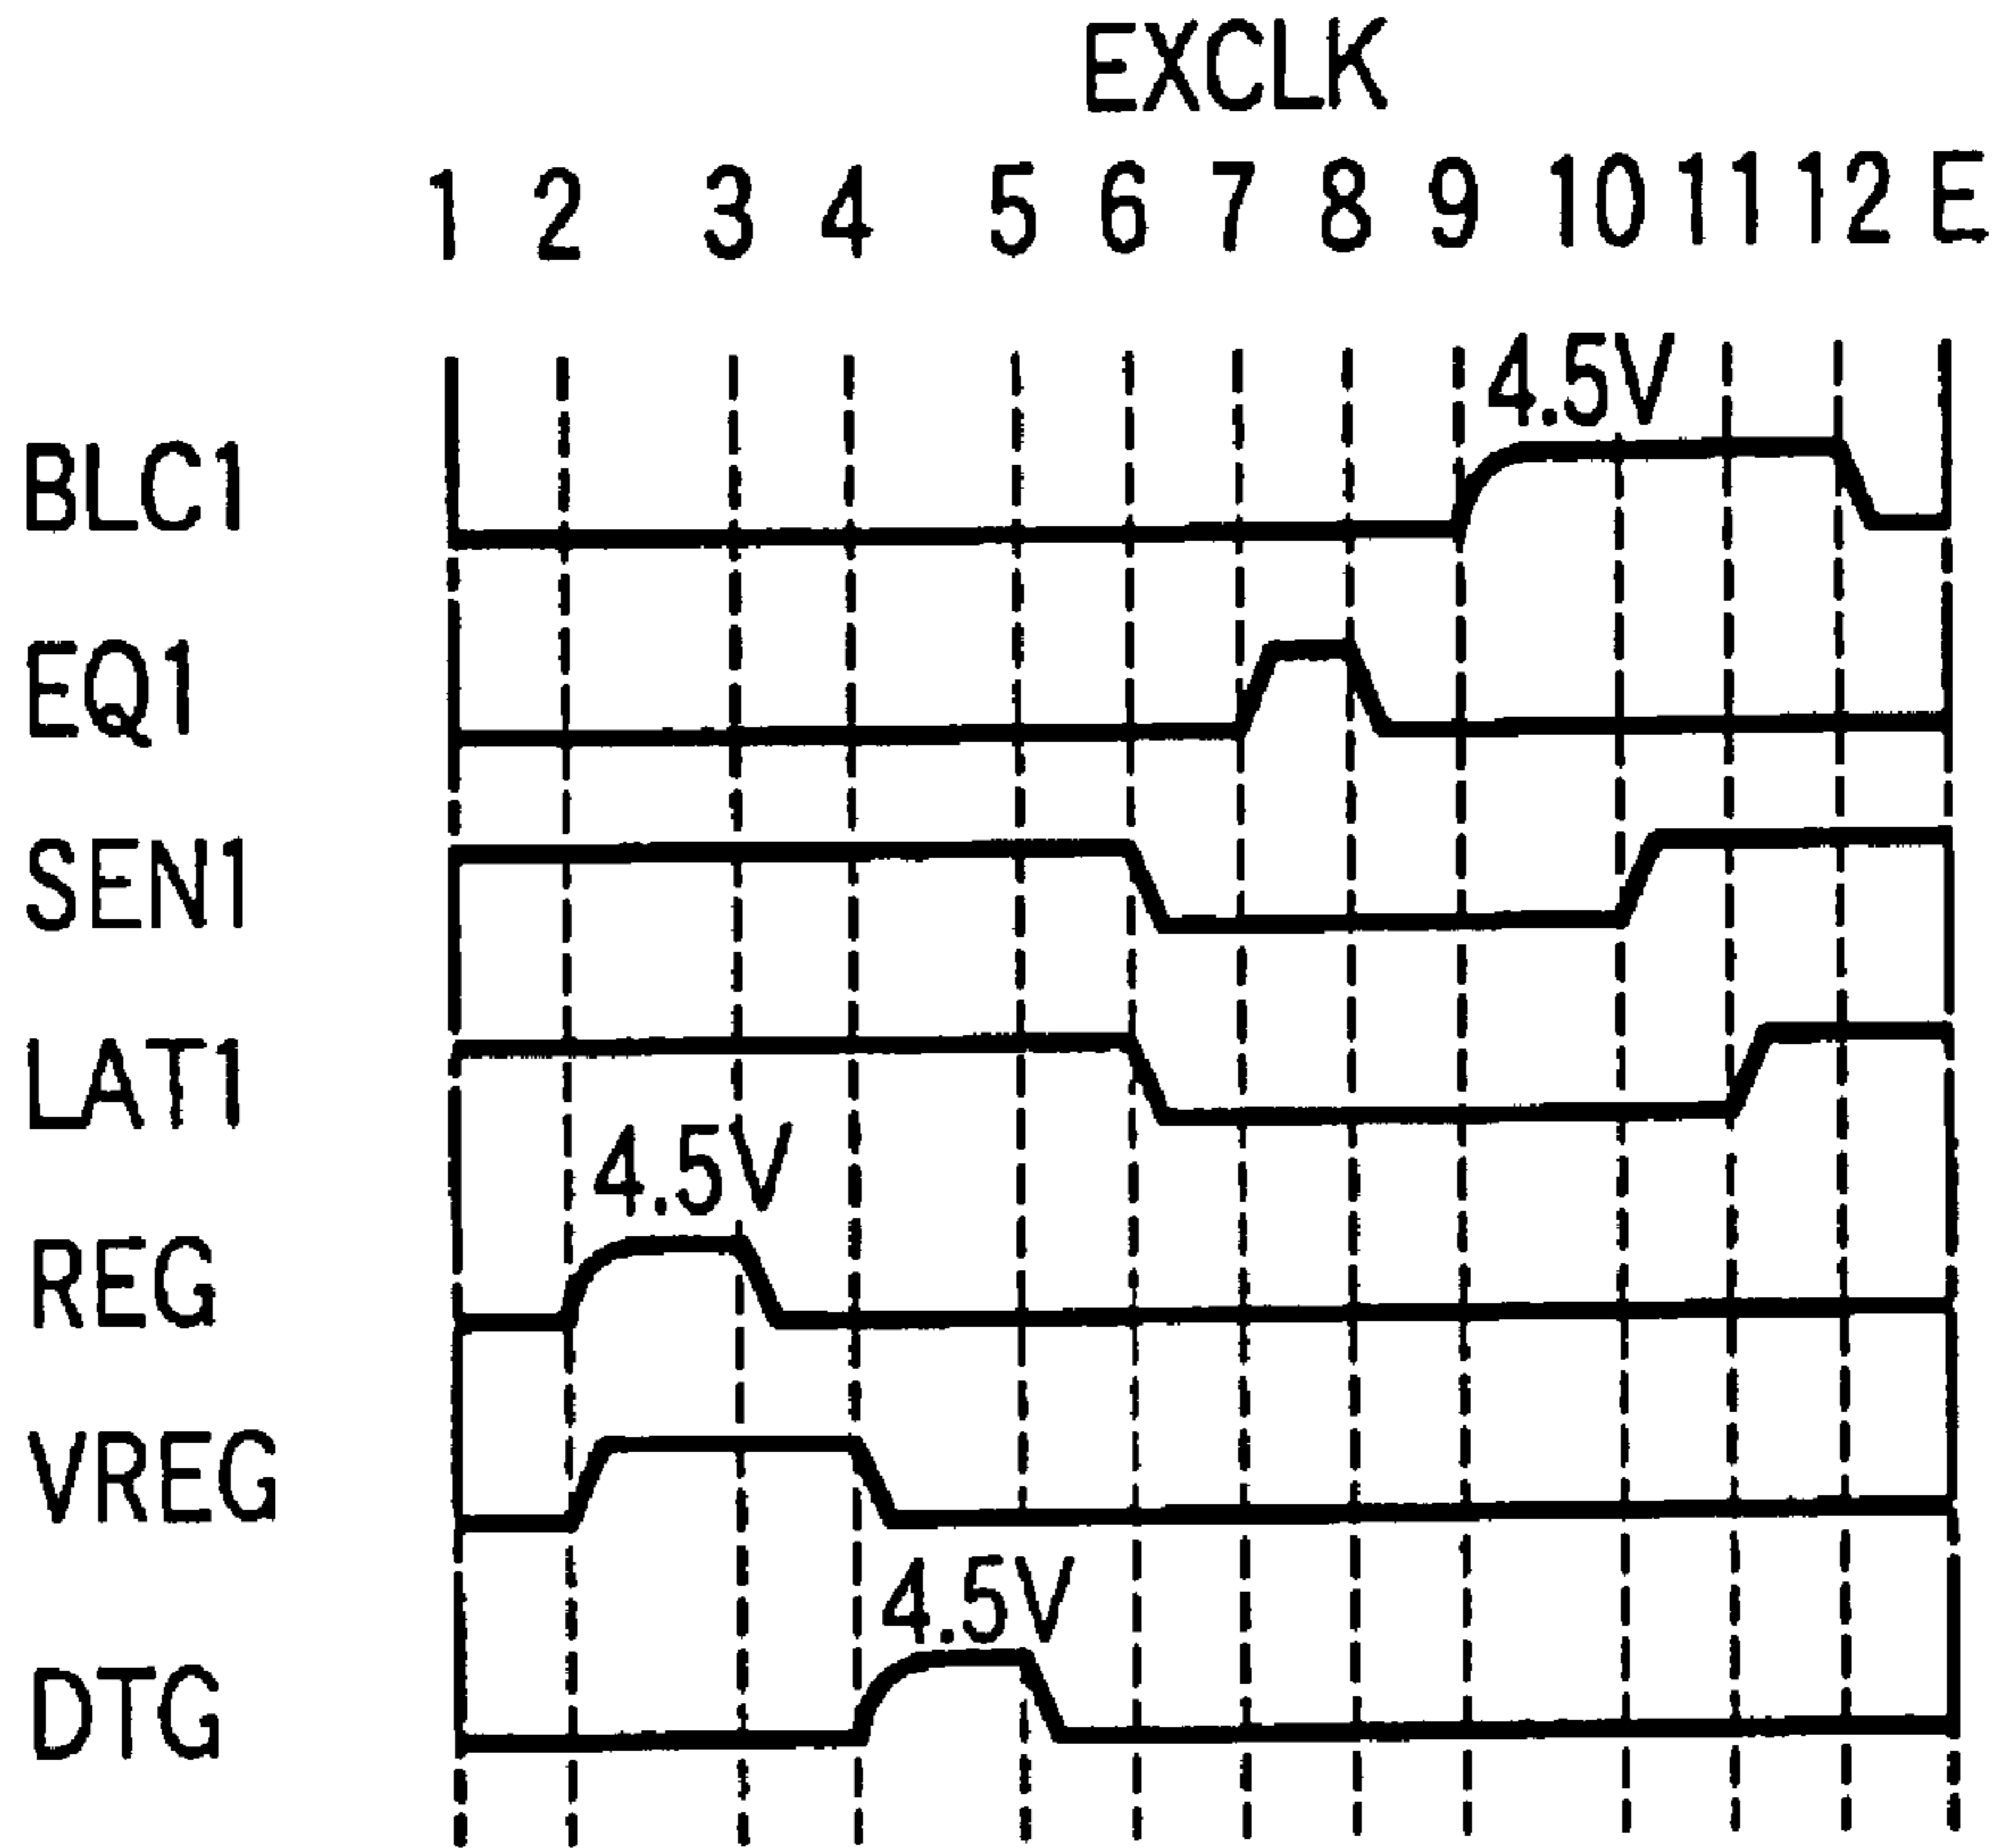 EXCLK
1 2 3 4 5 6 7 8 9 10 11 12 E
4.5V
BLC1
EQ1
SEN1
LAT1
4.5V
REG
VREG
4.5V
DTG